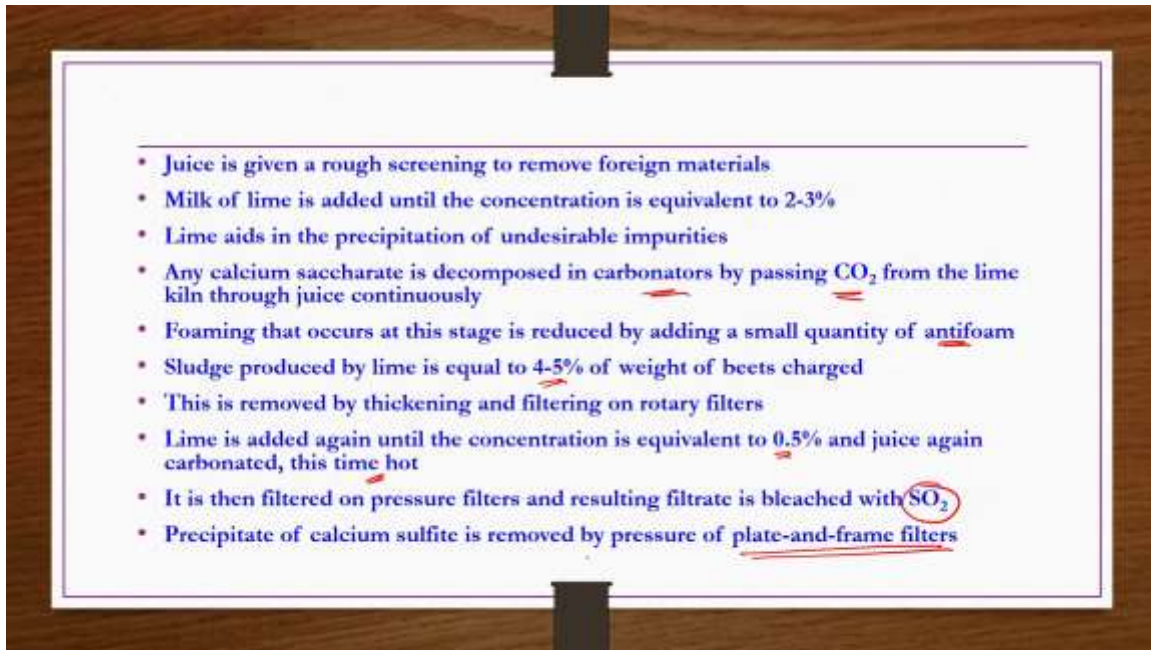 • Juice is given a rough screening to remove foreign materials
• Milk of lime is added until the concentration is equivalent to 2-3%
• Lime aids in the precipitation of undesirable impurities
• Any calcium saccharate is decomposed in carbonators by passing CO₂ from the lime
kiln through juice continuously
• Foaming that occurs at this stage is reduced by adding a small quantity of antifoam
• Sludge produced by lime is equal to 4-5% of weight of beets charged
• This is removed by thickening and filtering on rotary filters
• Lime is added again until the concentration is equivalent to 0.5% and juice again
carbonated, this time hot
• It is then filtered on pressure filters and resulting filtrate is bleached with SO₂
• Precipitate of calcium sulfite is removed by pressure of plate-and-frame filters